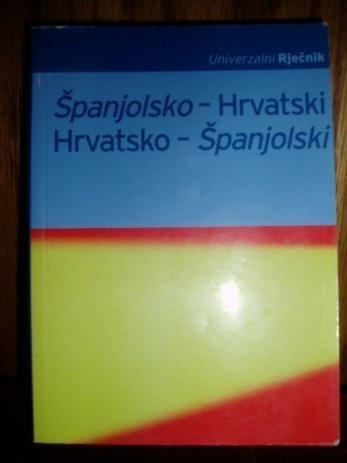 Univerzalni Rječnik
Španjolsko – Hrvatski
Hrvatsko – Španjolski